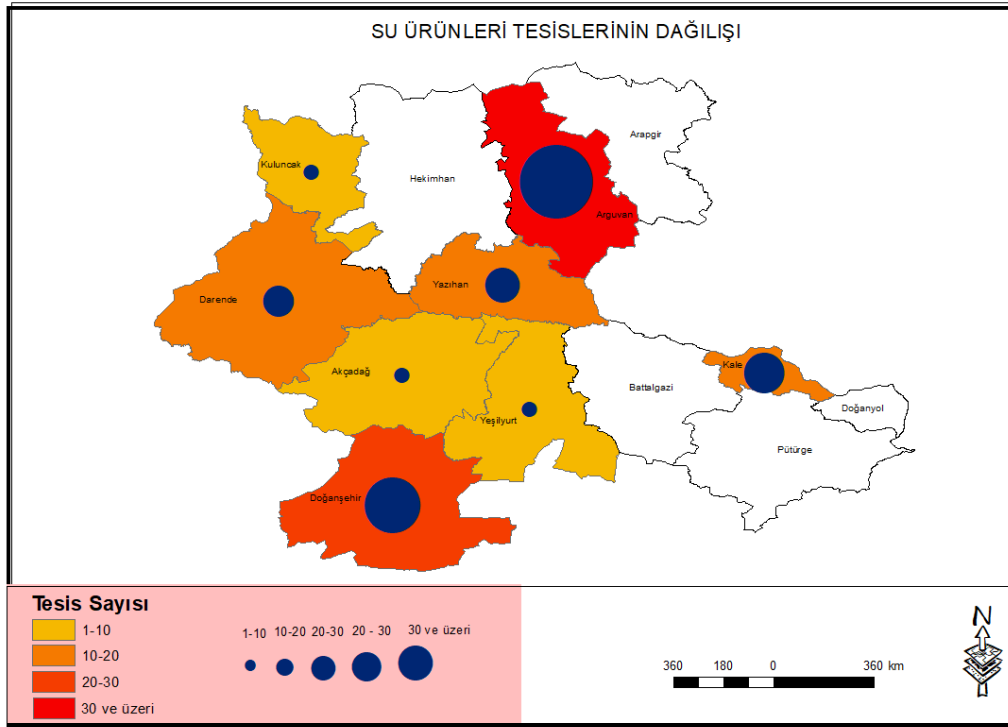 SU ÜRÜNLERİ TESİSLERİNİN DAĞILIŞI
Arapgir
Kuluncak
Hekimhan
Arguvan
Yazıhan
Darende
Kale
Akçadağ
Battalgazi
Doğanyol
Yeşilyurt
Pütürge
Doğanşehir
Tesis Sayısı
1-10
10-20
20-30
30 ve üzeri
1-10 10-20 20-30 20 - 30 30 ve üzeri
360 180 0 360 km
N